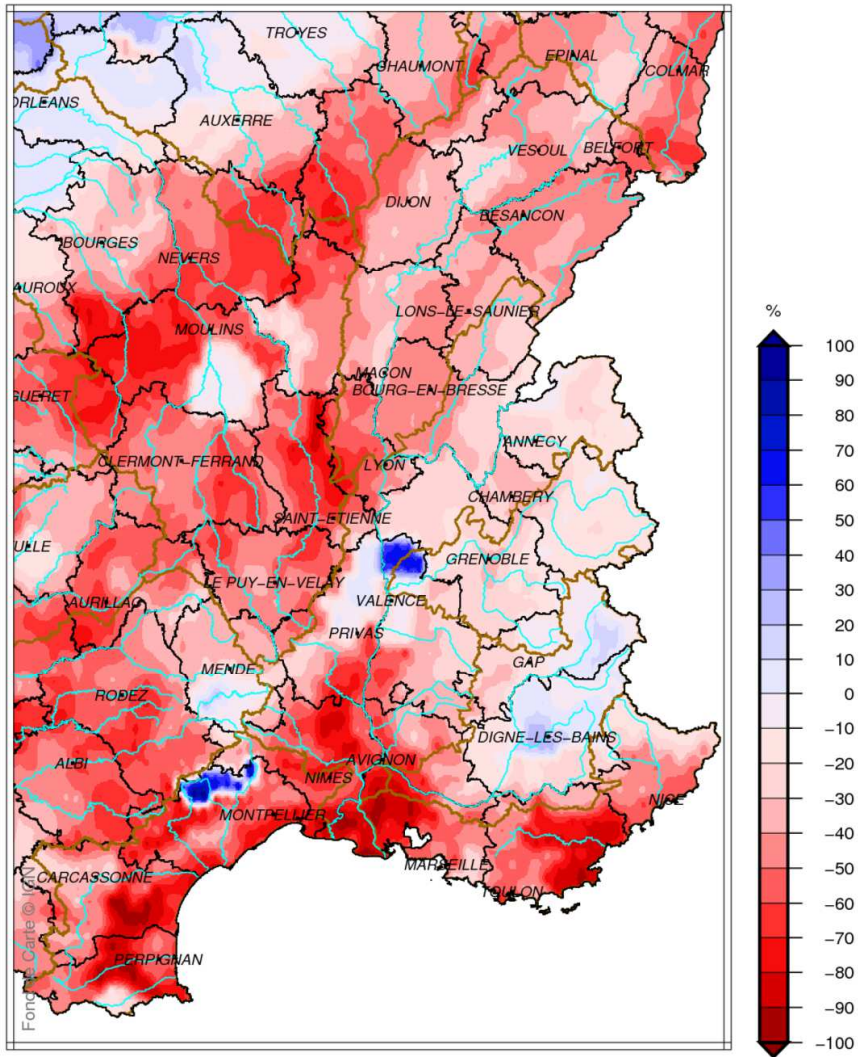 TROYES
EPINAL
CHAUMONT
COLMAR
ORLEANS
AUXERRE
VESOUL
BELFORT
DIJON
BESANCON
BOURGES
NEVERS
AUROUX
LONS-LE-SAUNIER
%
MOULINS
100
MACON
90
BOURG-EN-BRESSE
GUERET
80
70
ANNECY
CLERMONT-FERRAND
LYON
60
CHAMBERY
50
SAINT-ETIENNE
ULLE
40
GRENOBLE
30
LE PUY-EN-VELAY
VALENCE
AURILLAC
20
PRIVAS
10
GAP
MENDE
0
RODEZ
-10
DIGNE-LES-BAINS
AVIGNON
-20
ALBI
NIMES
-30
NICE
MONTPELLIER
-40
-50
MARSEILLE
CARCASSONNE
TOULON
-60
-70
PERPIGNAN
-80
-90
-100
Fond de Carte © IGN